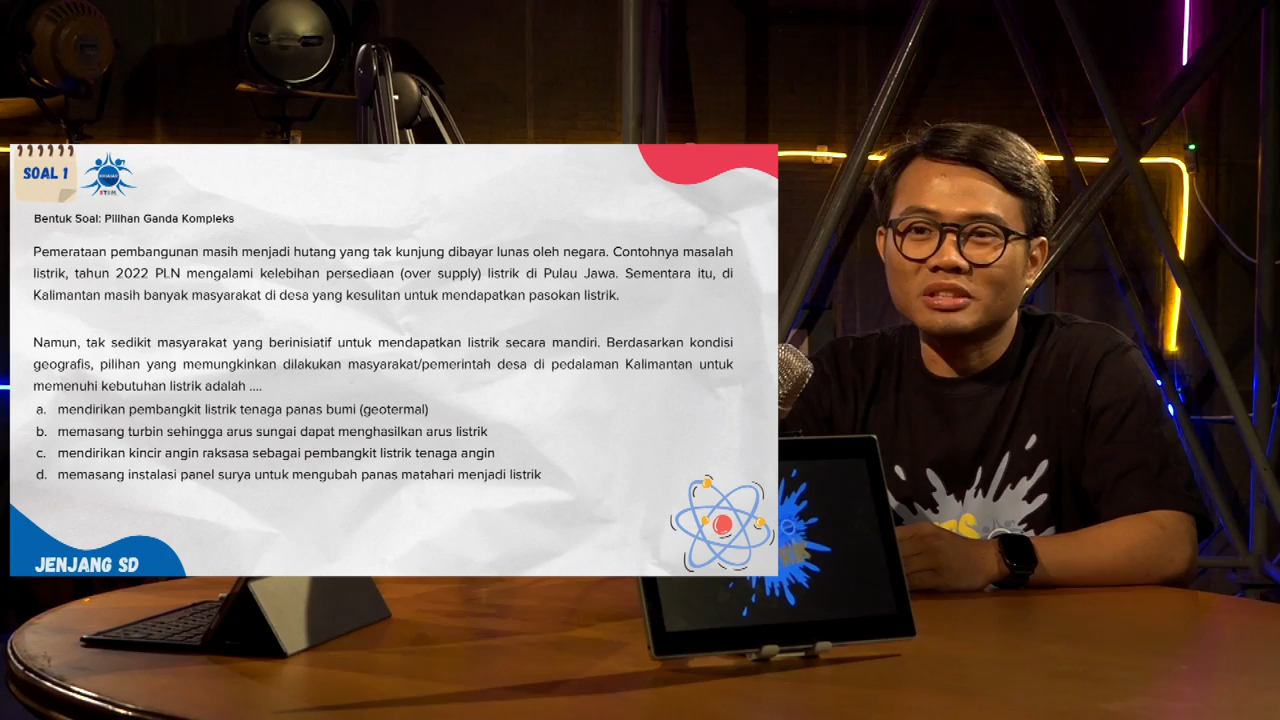 SOAL 1
Bentuk Soal: Pilihan Ganda Kompleks
Pemerataan pembangunan masih menjadi hutang yang tak kunjung dibayar lunas oleh negara. Contohnya masalah
listrik, tahun 2022 PLN mengalami kelebihan persediaan (over supply) listrik di Pulau Jawa. Sementara itu, di
Kalimantan masih banyak masyarakat di desa yang kesulitan untuk mendapatkan pasokan listrik.
Namun, tak sedikit masyarakat yang berinisiatif untuk mendapatkan listrik secara mandiri. Berdasarkan kondisi
geografis, pilihan yang memungkinkan dilakukan masyarakat/pemerintah desa di pedalaman Kalimantan untuk
memenuhi kebutuhan listrik adalah ....
a. mendirikan pembangkit listrik tenaga panas bumi (geotermal)
b. memasang turbin sehingga arus sungai dapat menghasilkan arus listrik
c. mendirikan kincir angin raksasa sebagai pembangkit listrik tenaga angin
d. memasang instalasi panel surya untuk mengubah panas matahari menjadi listrik
JENJANG SD